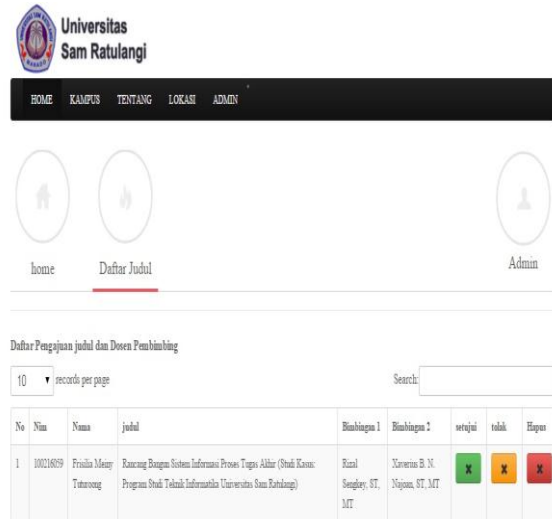 Universitas
Sam Ratulangi
HOME KAMPUS TENTANG LOKASI ADMIN
home Daftar Judul Admin
Daftar Pengajuan judul dan Dosen Pembimbing
10 records per page Search:
No Nim Nama judul Bimbingan 1 Bimbingan 2 setujui tolak Hapus
1 100216059 Frisilia Meiny Rancang Bangun Sistem Informasi Proses Tugas Akhir (Studi Kasus: Rizal Xaverius B. N. x x x
Tuturoong Program Studi Teknik Informatika Universitas Sam Ratulangi) Sengkey, ST, Najoan, ST, MT
MT